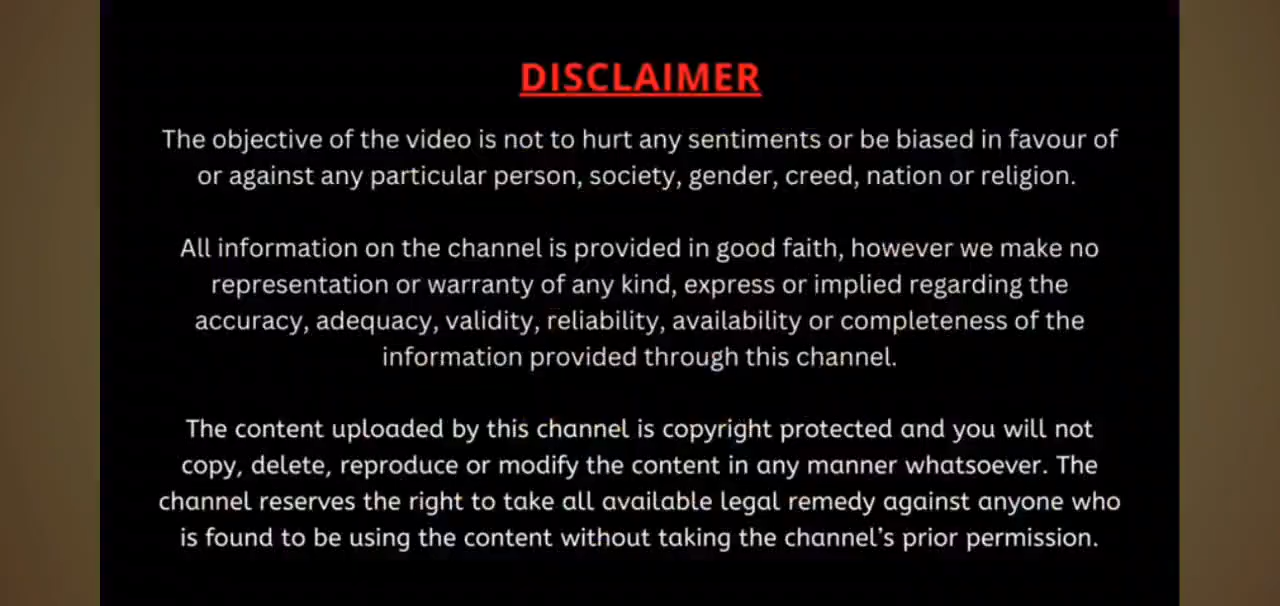 DISCLAIMER
The objective of the video is not to hurt any sentiments or be biased in favour of
or against any particular person, society, gender, creed, nation or religion.
All information on the channel is provided in good faith, however we make no
representation or warranty of any kind, express or implied regarding the
accuracy, adequacy, validity, reliability, availability or completeness of the
information provided through this channel.
The content uploaded by this channel is copyright protected and you will not
copy, delete, reproduce or modify the content in any manner whatsoever. The
channel reserves the right to take all available legal remedy against anyone who
is found to be using the content without taking the channel's prior permission.